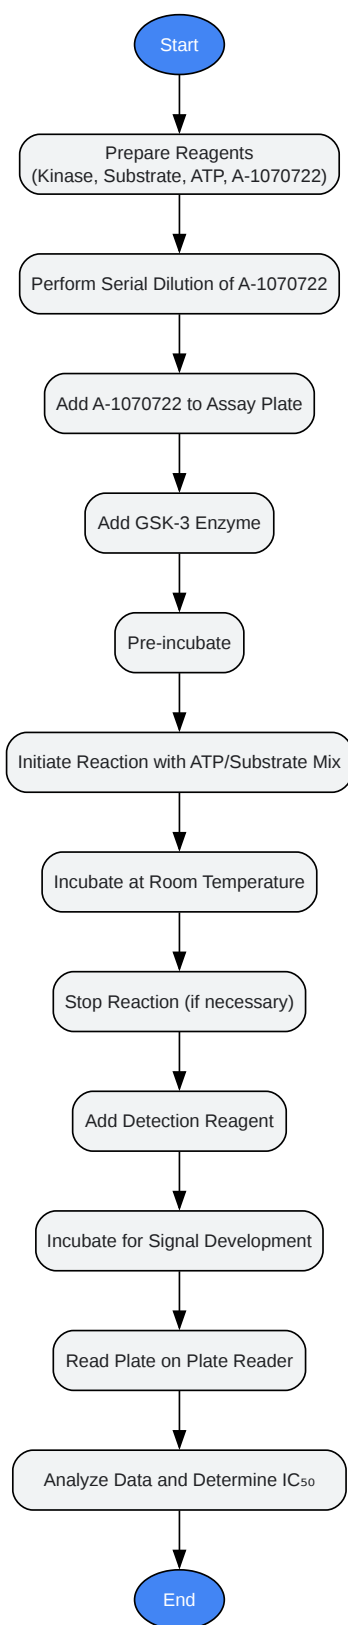 Start
Prepare Reagents
(Kinase, Substrate, ATP, A-1070722)
Perform Serial Dilution of A-1070722
Add A-1070722 to Assay Plate
Add GSK-3 Enzyme
Pre-incubate
Initiate Reaction with ATP/Substrate Mix
Incubate at Room Temperature
Stop Reaction (if necessary)
Add Detection Reagent
Incubate for Signal Development
Read Plate on Plate Reader
Analyze Data and Determine IC₅₀
End